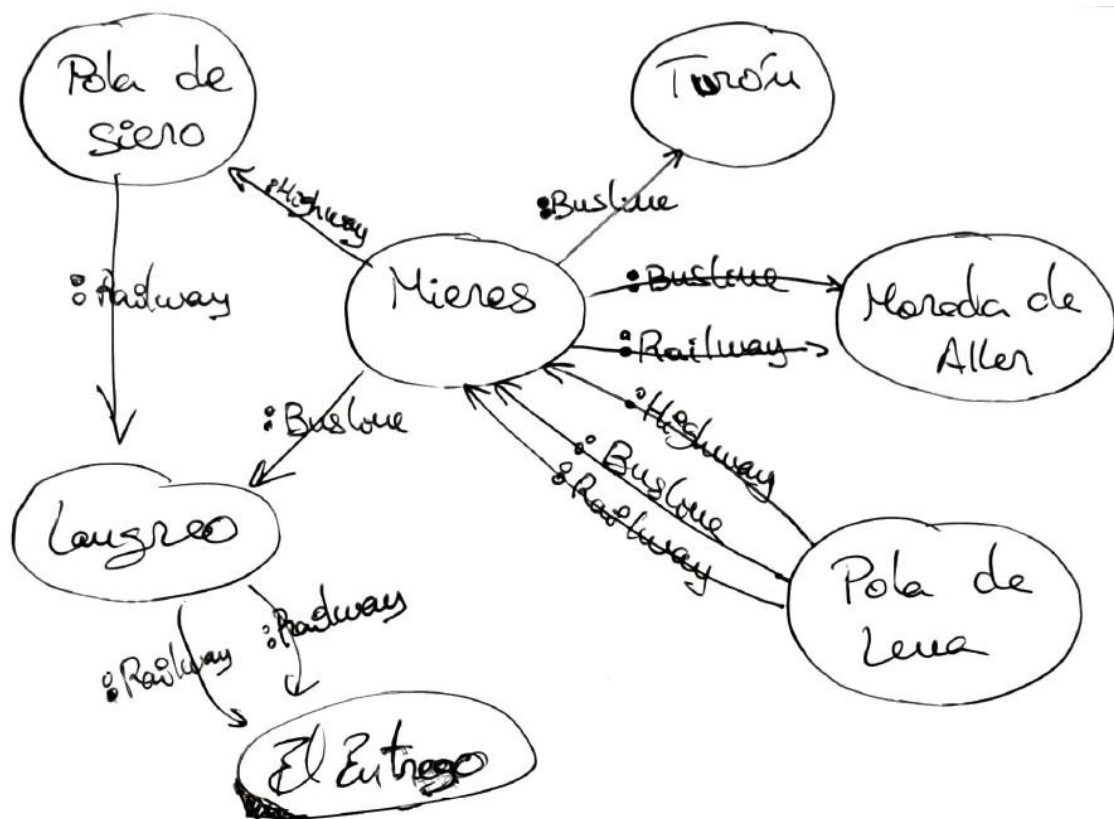 Pola de
Siero
Turón
:Highway
:Busline
:Railway
Mieres
:Busline
Moreda de
Aller
:Railway
:Busline
:Highway
:Busline
:Railway
Langreo
Pola de
Lena
:Railway
:Railway
El Entrego